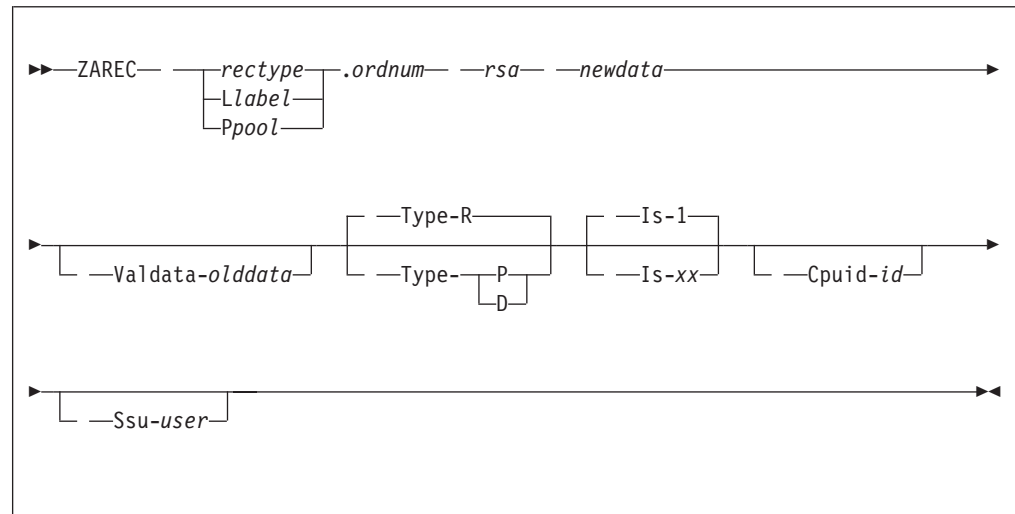 ZAREC rectype .ordnum rsa newdata
Llabel
Ppool
Type-R Is-1
Valdata-olddata Type- P Is-xx Cpuid-id
D
Ssu-user